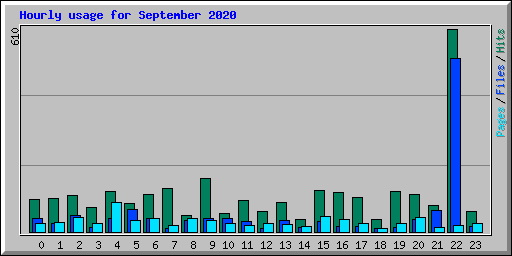 Hourly usage for September 2020
610
Pages / Files / Hits
0 1 2 3 4 5 6 7 8 9 10 11 12 13 14 15 16 17 18 19 20 21 22 23